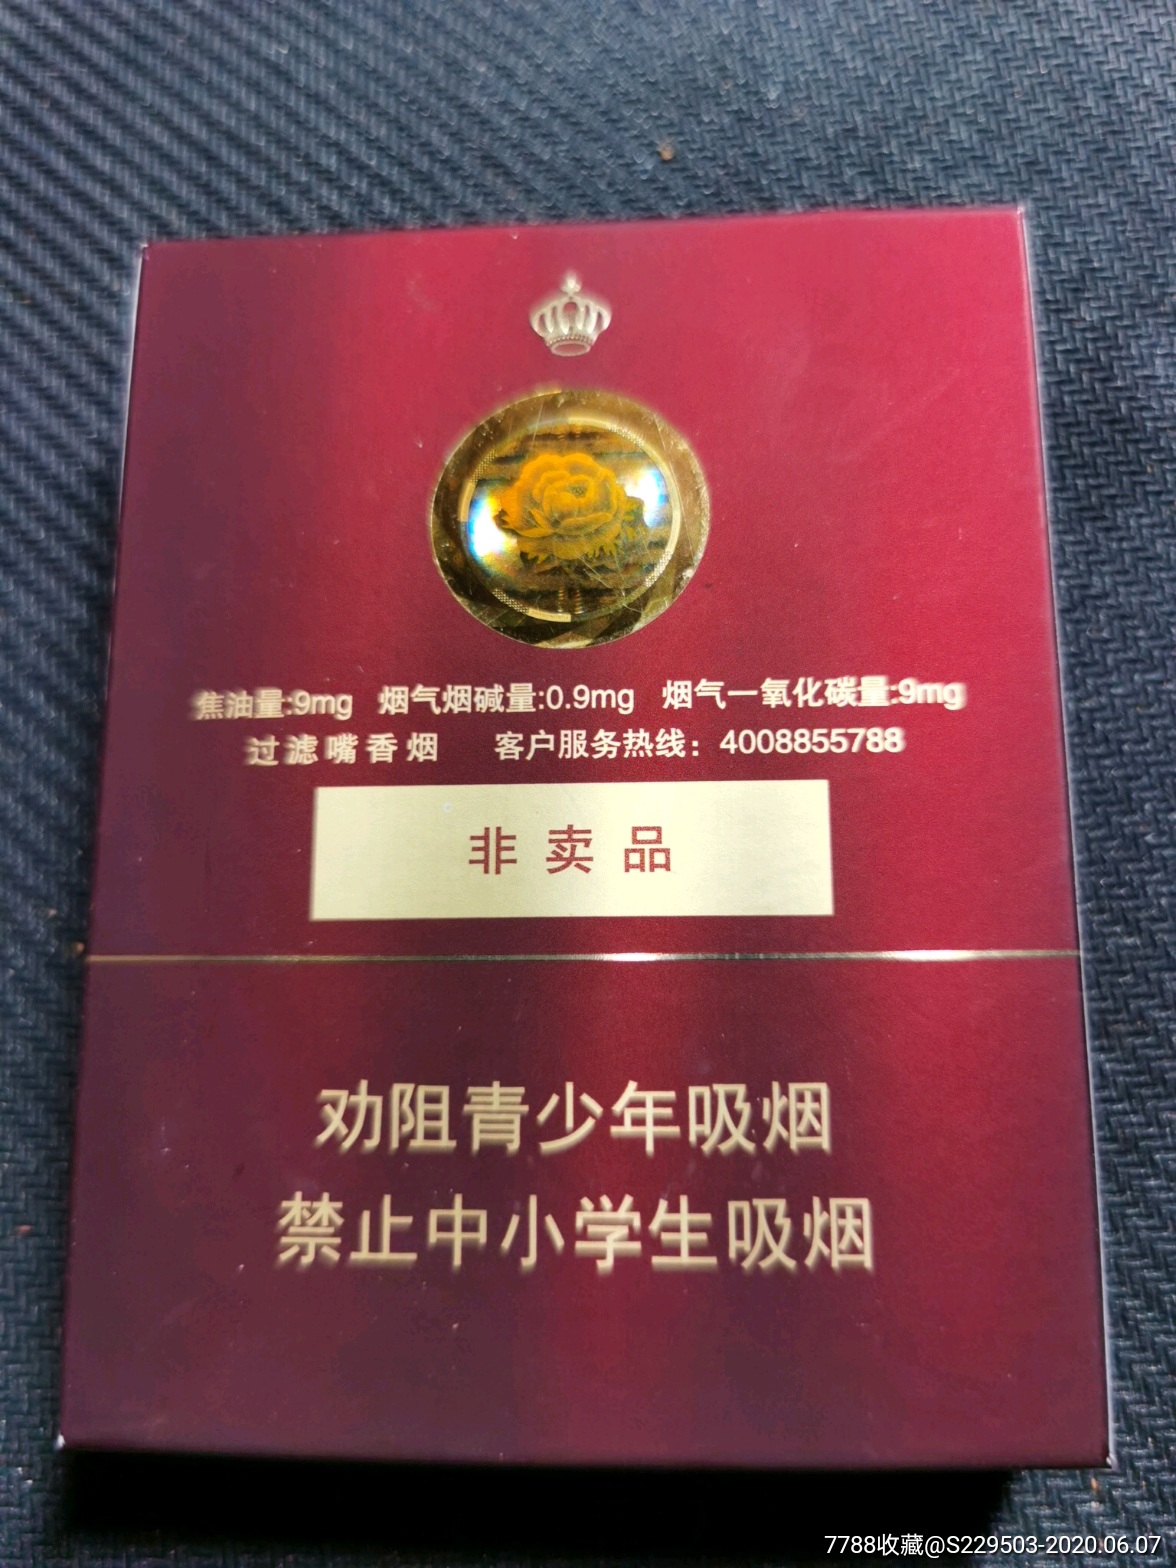 焦油量:9mg 烟气烟碱量:0.9mg 烟气一氧化碳量:9mg
过滤嘴香烟 客户服务热线：4008855788
非卖品
劝阻青少年吸烟
禁止中小学生吸烟
7788收藏@S229503-2020.06.07